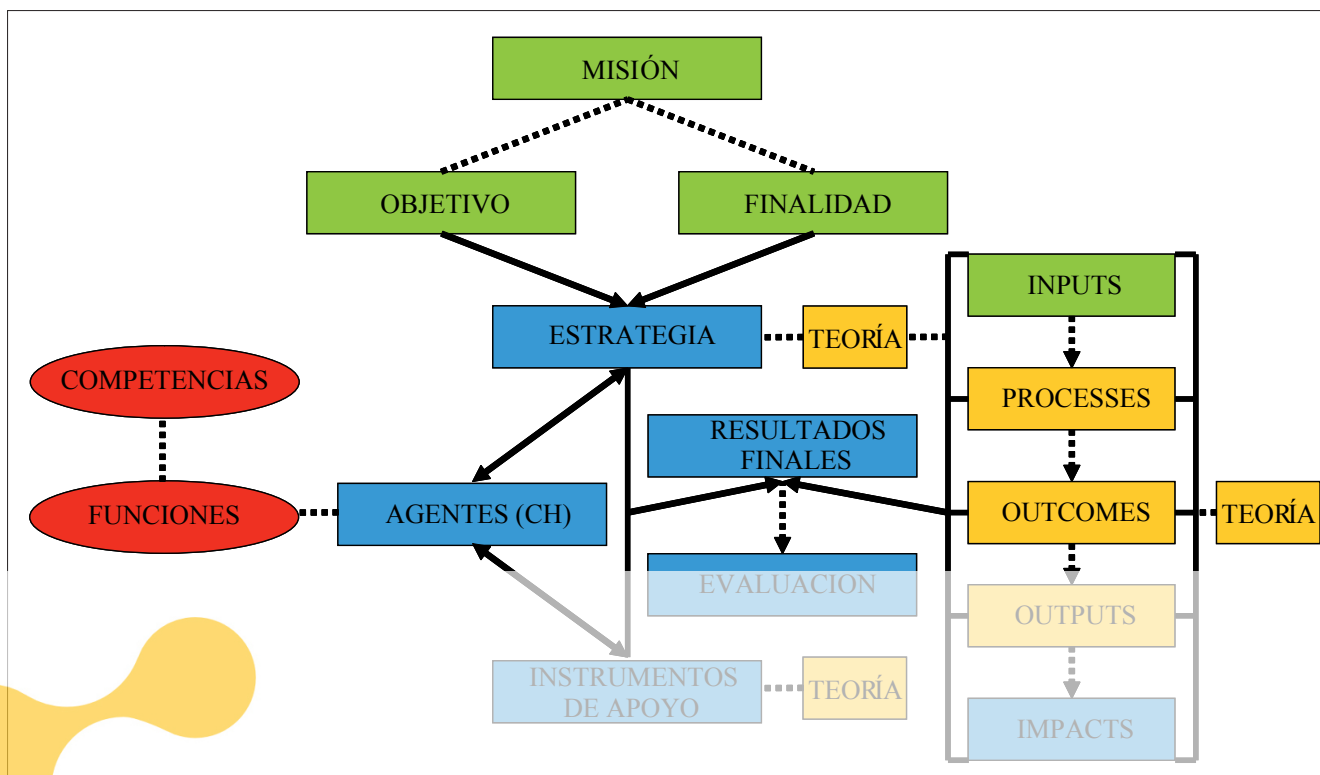 MISIÓN
OBJETIVO
FINALIDAD
INPUTS
ESTRATEGIA
TEORÍA
COMPETENCIAS
PROCESSES
RESULTADOS
FINALES
FUNCIONES
AGENTES (CH)
OUTCOMES
TEORÍA
EVALUACION
OUTPUTS
INSTRUMENTOS
DE APOYO
TEORÍA
IMPACTS